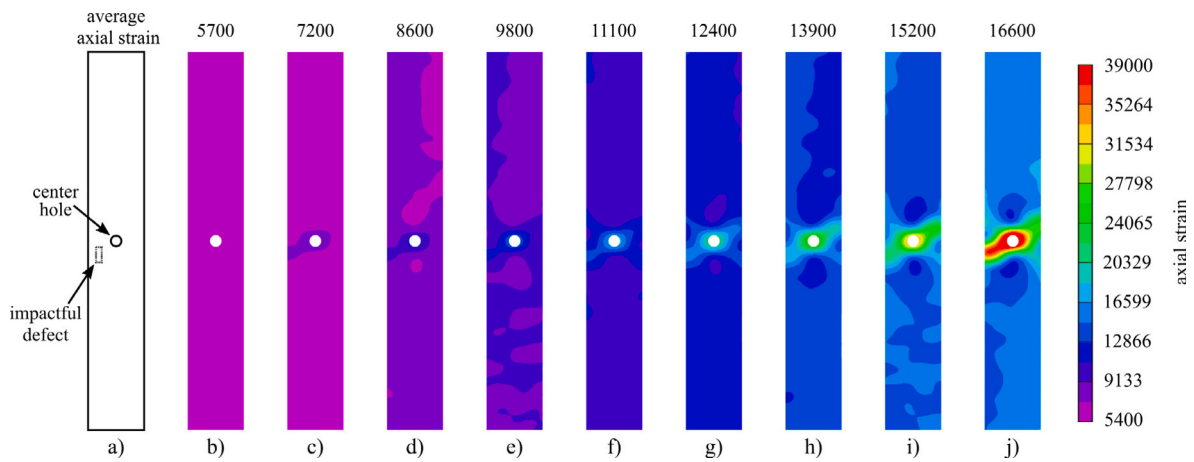 average
axial strain
5700
7200
8600
9800
11100
12400
13900
15200
16600
center
hole
impactful
defect
39000
35264
31534
27798
24065
20329
16599
12866
9133
5400
axial strain
a)
b)
c)
d)
e)
f)
g)
h)
i)
j)